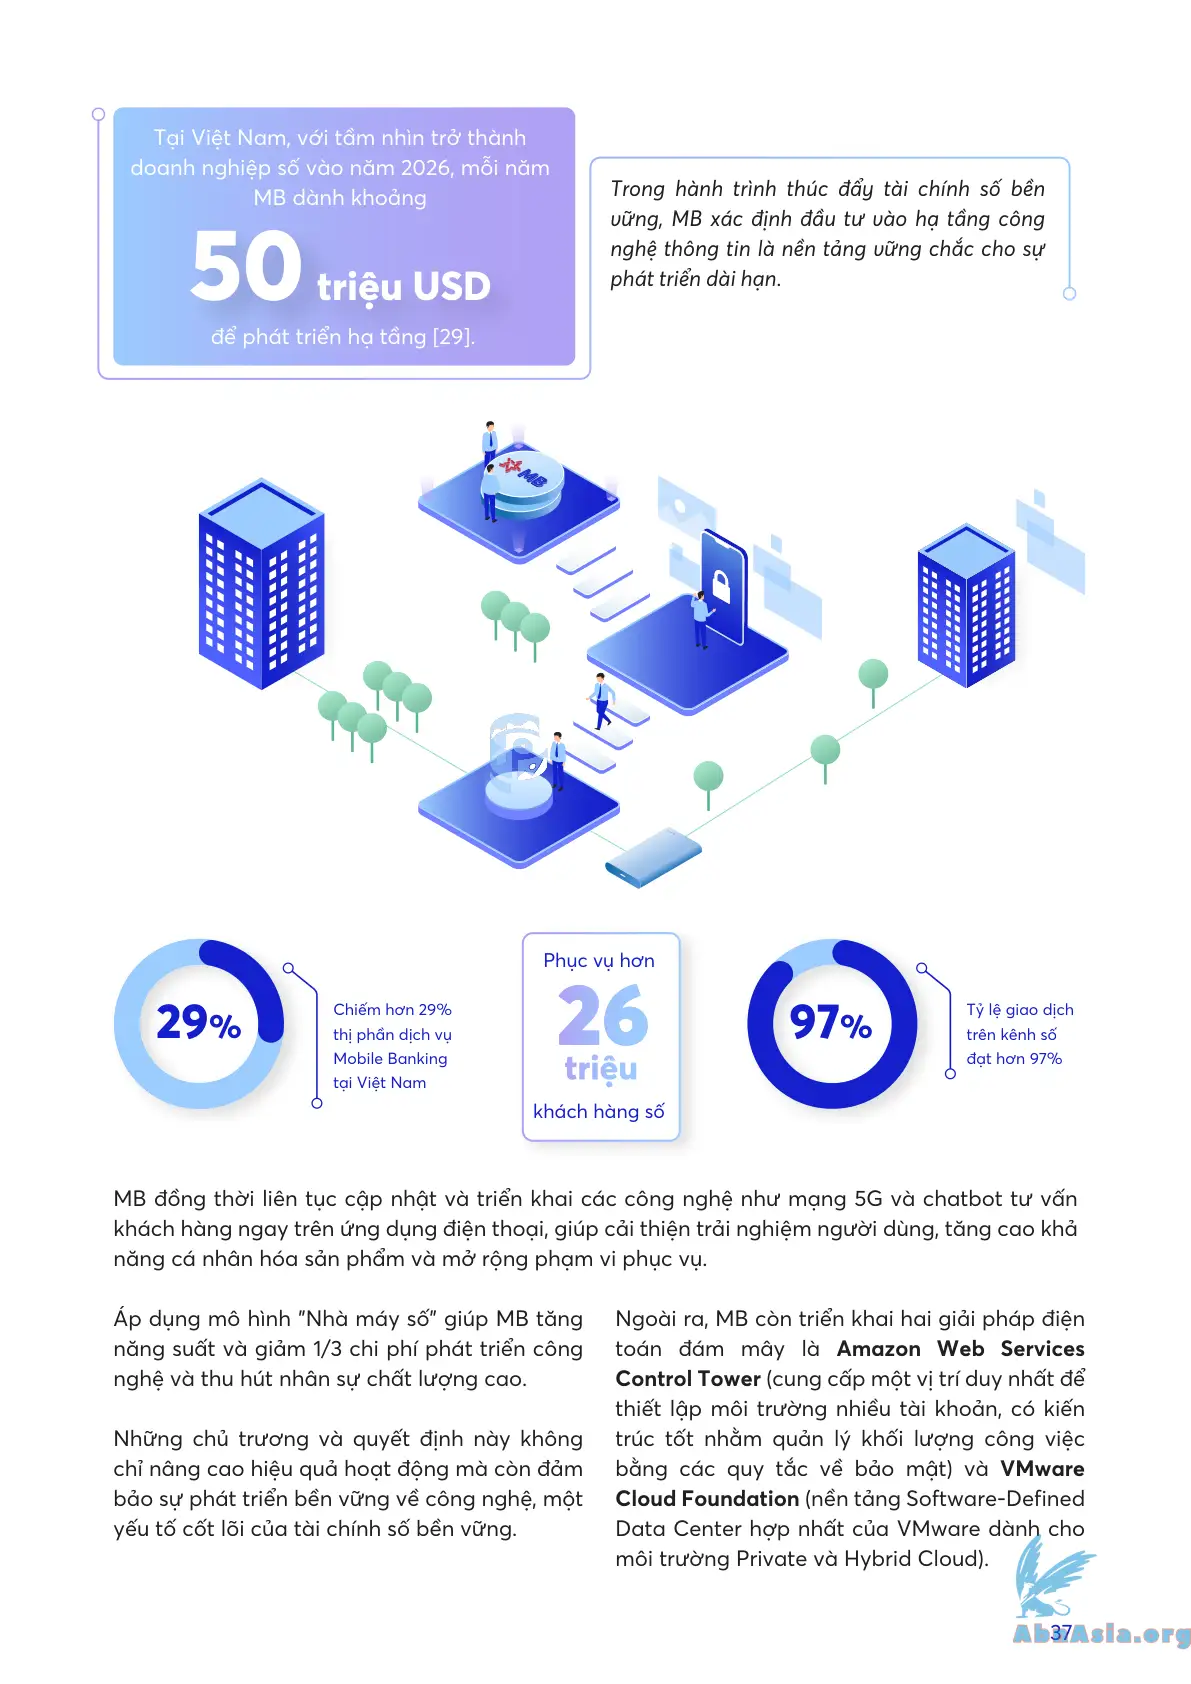 Tại Việt Nam, với tầm nhìn trở thành
doanh nghiệp số vào năm 2026, mỗi năm
MB dành khoảng
50 triệu USD
để phát triển hạ tầng [29].
Trong hành trình thúc đẩy tài chính số bền
vững, MB xác định đầu tư vào hạ tầng công
nghệ thông tin là nền tảng vững chắc cho sự
phát triển dài hạn.
MB
29%
Chiếm hơn 29%
thị phần dịch vụ
Mobile Banking
tại Việt Nam
Phục vụ hơn
26
triệu
khách hàng số
97%
Tỷ lệ giao dịch
trên kênh số
đạt hơn 97%
MB đồng thời liên tục cập nhật và triển khai các công nghệ như mạng 5G và chatbot tư vấn
khách hàng ngay trên ứng dụng điện thoại, giúp cải thiện trải nghiệm người dùng, tăng cao khả
năng cá nhân hóa sản phẩm và mở rộng phạm vi phục vụ.
Áp dụng mô hình "Nhà máy số" giúp MB tăng
năng suất và giảm 1/3 chi phí phát triển công
nghệ và thu hút nhân sự chất lượng cao.
Những chủ trương và quyết định này không
chỉ nâng cao hiệu quả hoạt động mà còn đảm
bảo sự phát triển bền vững về công nghệ, một
yếu tố cốt lõi của tài chính số bền vững.
Ngoài ra, MB còn triển khai hai giải pháp điện
toán đám mây là Amazon Web Services
Control Tower (cung cấp một vị trí duy nhất để
thiết lập môi trường nhiều tài khoản, có kiến
trúc tốt nhằm quản lý khối lượng công việc
bằng các quy tắc về bảo mật) và VMware
Cloud Foundation (nền tảng Software-Defined
Data Center hợp nhất của VMware dành cho
môi trường Private và Hybrid Cloud).
37
AbnAsia.org